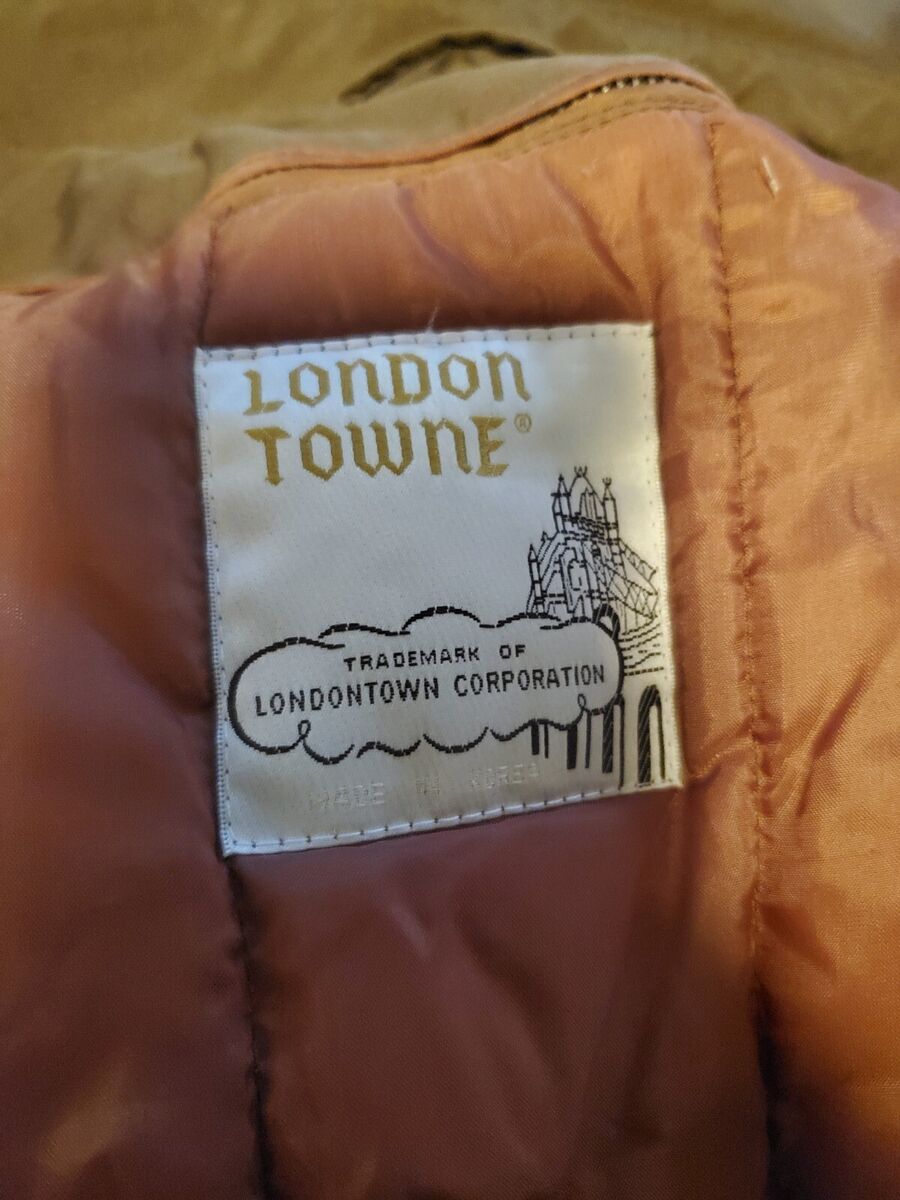 LONDON
TOWNE®
TRADEMARK OF
LONDONTOWN CORPORATION
MADE IN KOREA